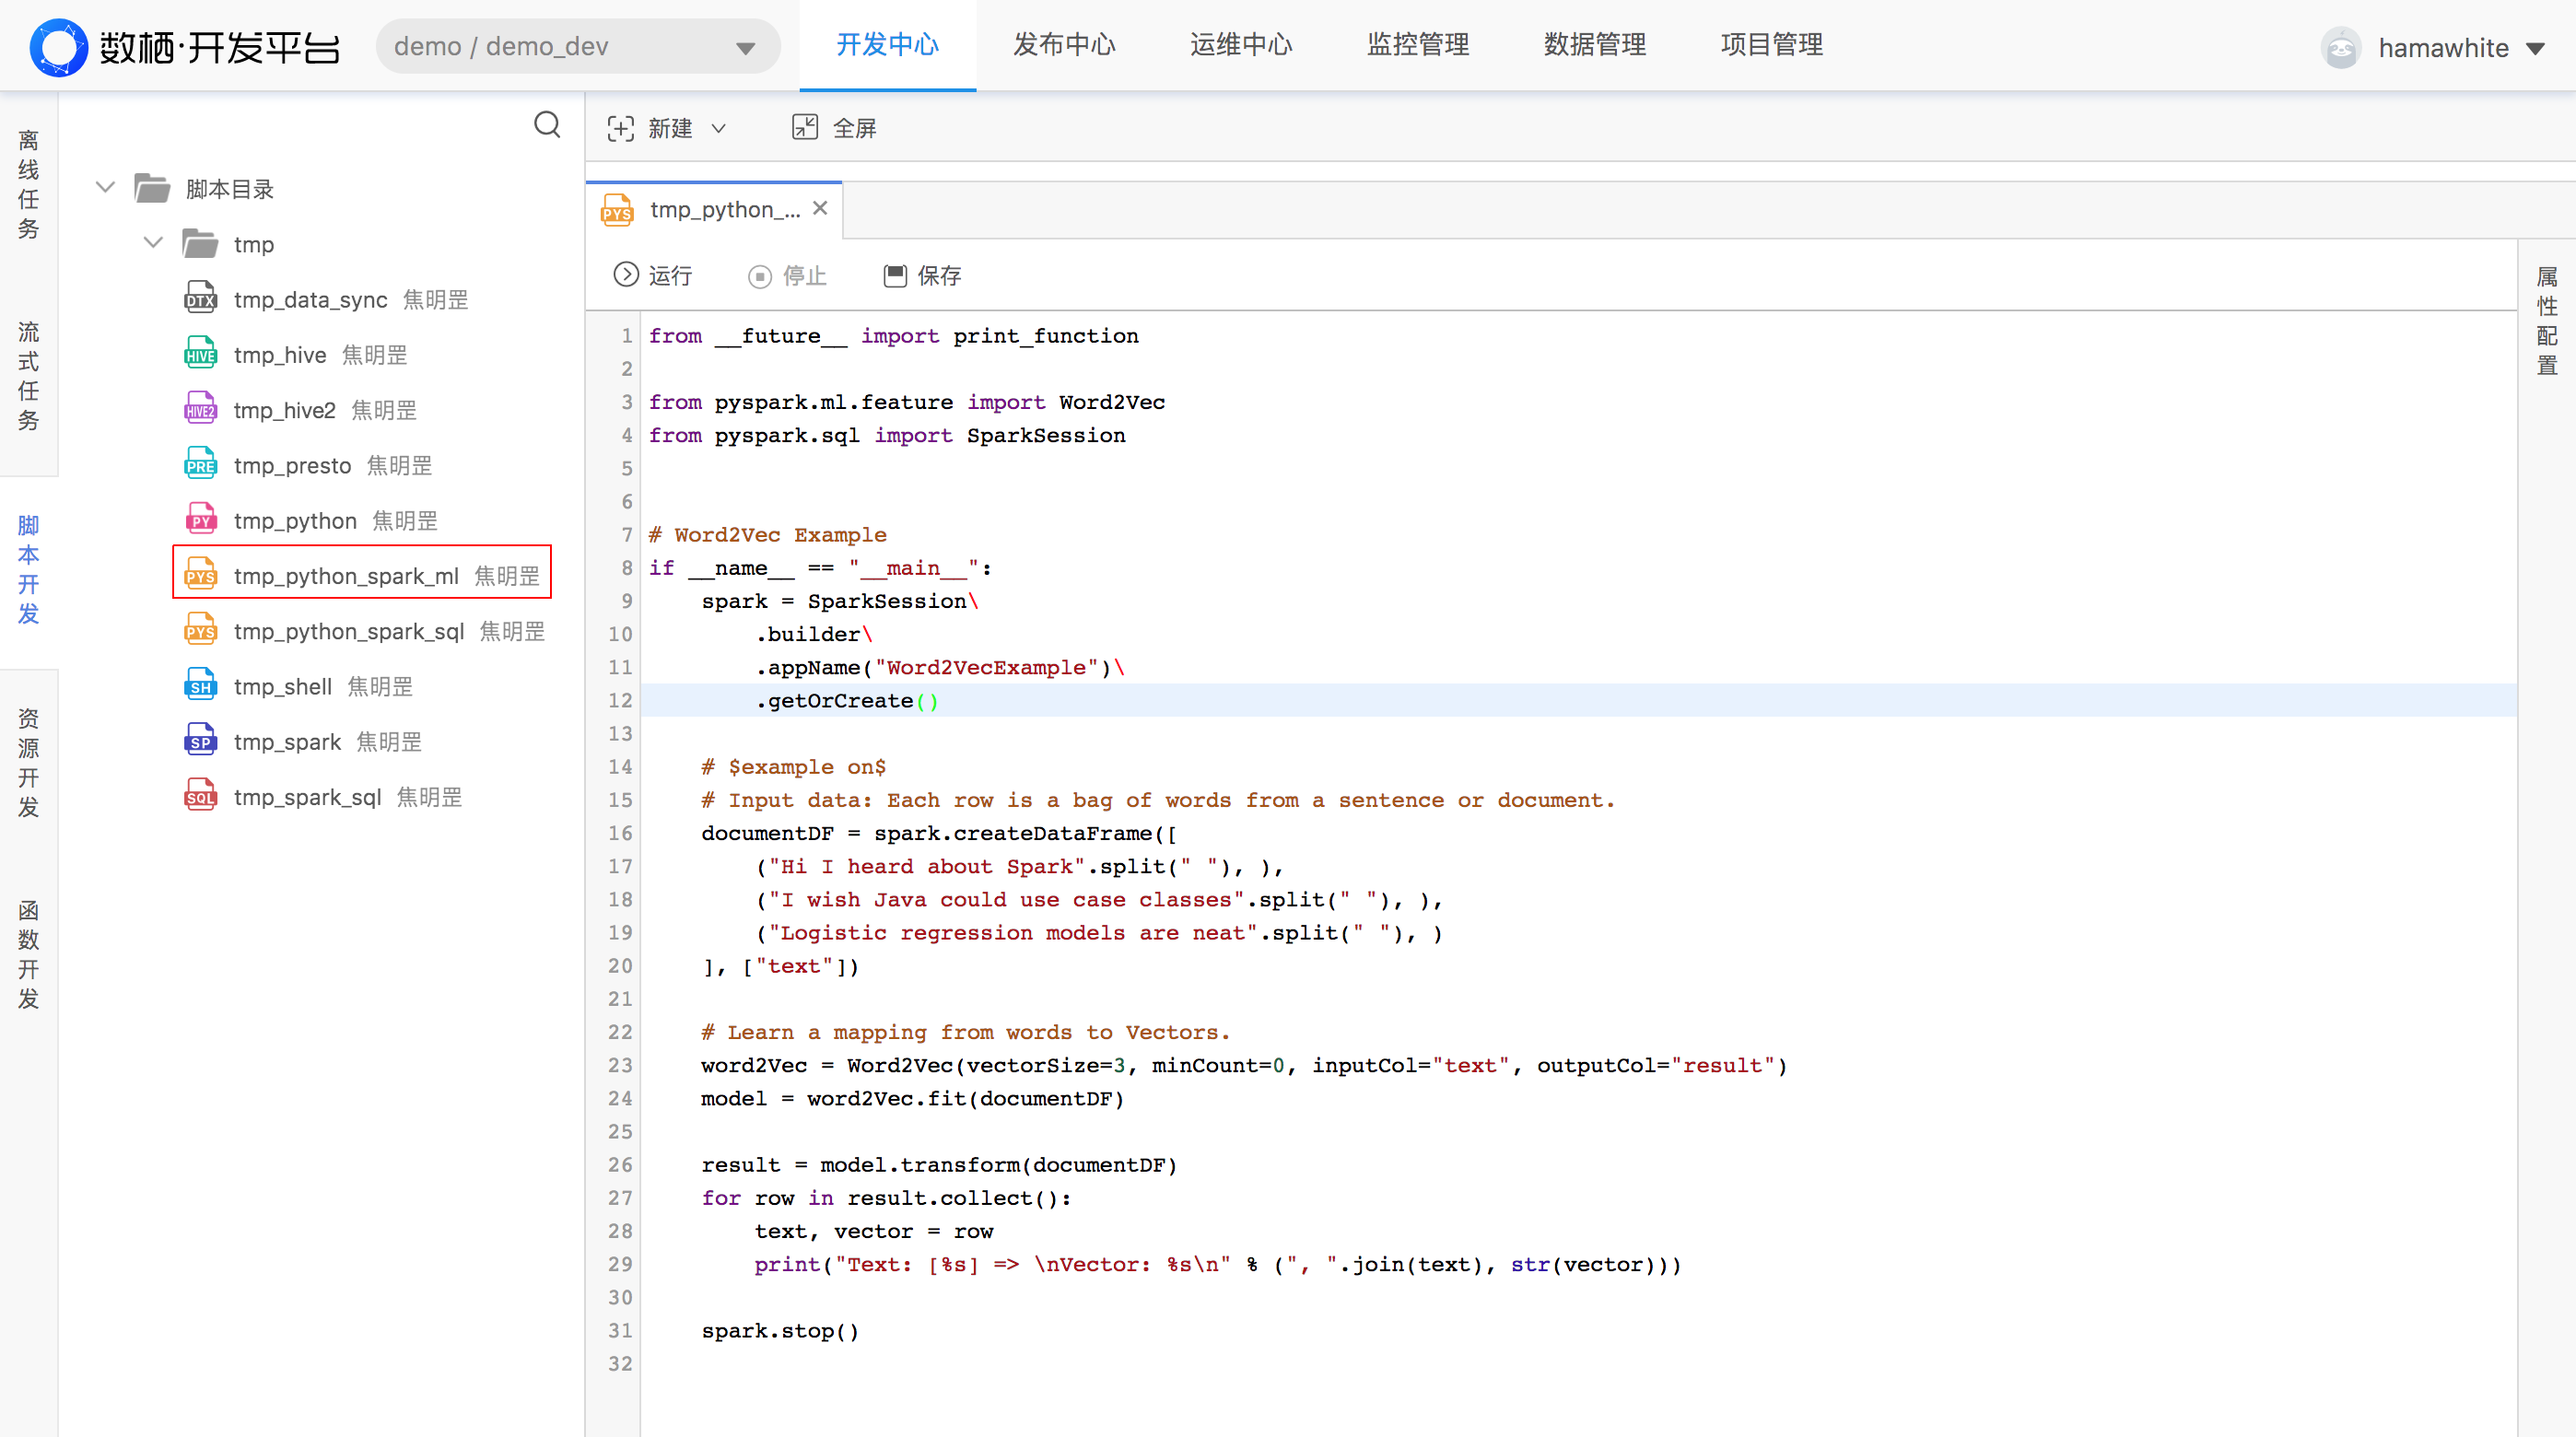 数栖·开发平台
demo / demo_dev
开发中心
发布中心
运维中心
监控管理
数据管理
项目管理
hamawhite
离线任务
流式任务
脚本开发
资源开发
函数开发
脚本目录
tmp
DTX tmp_data_sync 焦明罡
HIVE tmp_hive 焦明罡
HIVE2 tmp_hive2 焦明罡
PRE tmp_presto 焦明罡
PY tmp_python 焦明罡
PYS tmp_python_spark_ml 焦明罡
PYS tmp_python_spark_sql 焦明罡
SH tmp_shell 焦明罡
SP tmp_spark 焦明罡
SQL tmp_spark_sql 焦明罡
新建
全屏
PYS tmp_python_...
运行
停止
保存
属性配置
1 from __future__ import print_function
2
3 from pyspark.ml.feature import Word2Vec
4 from pyspark.sql import SparkSession
5
6
7 # Word2Vec Example
8 if __name__ == "__main__":
9     spark = SparkSession\
10         .builder\
11         .appName("Word2VecExample")\
12         .getOrCreate()
13
14     # $example on$
15     # Input data: Each row is a bag of words from a sentence or document.
16     documentDF = spark.createDataFrame([
17         ("Hi I heard about Spark".split(" "), ),
18         ("I wish Java could use case classes".split(" "), ),
19         ("Logistic regression models are neat".split(" "), )
20     ], ["text"])
21
22     # Learn a mapping from words to Vectors.
23     word2Vec = Word2Vec(vectorSize=3, minCount=0, inputCol="text", outputCol="result")
24     model = word2Vec.fit(documentDF)
25
26     result = model.transform(documentDF)
27     for row in result.collect():
28         text, vector = row
29         print("Text: [%s] => \nVector: %s\n" % (", ".join(text), str(vector)))
30
31     spark.stop()
32